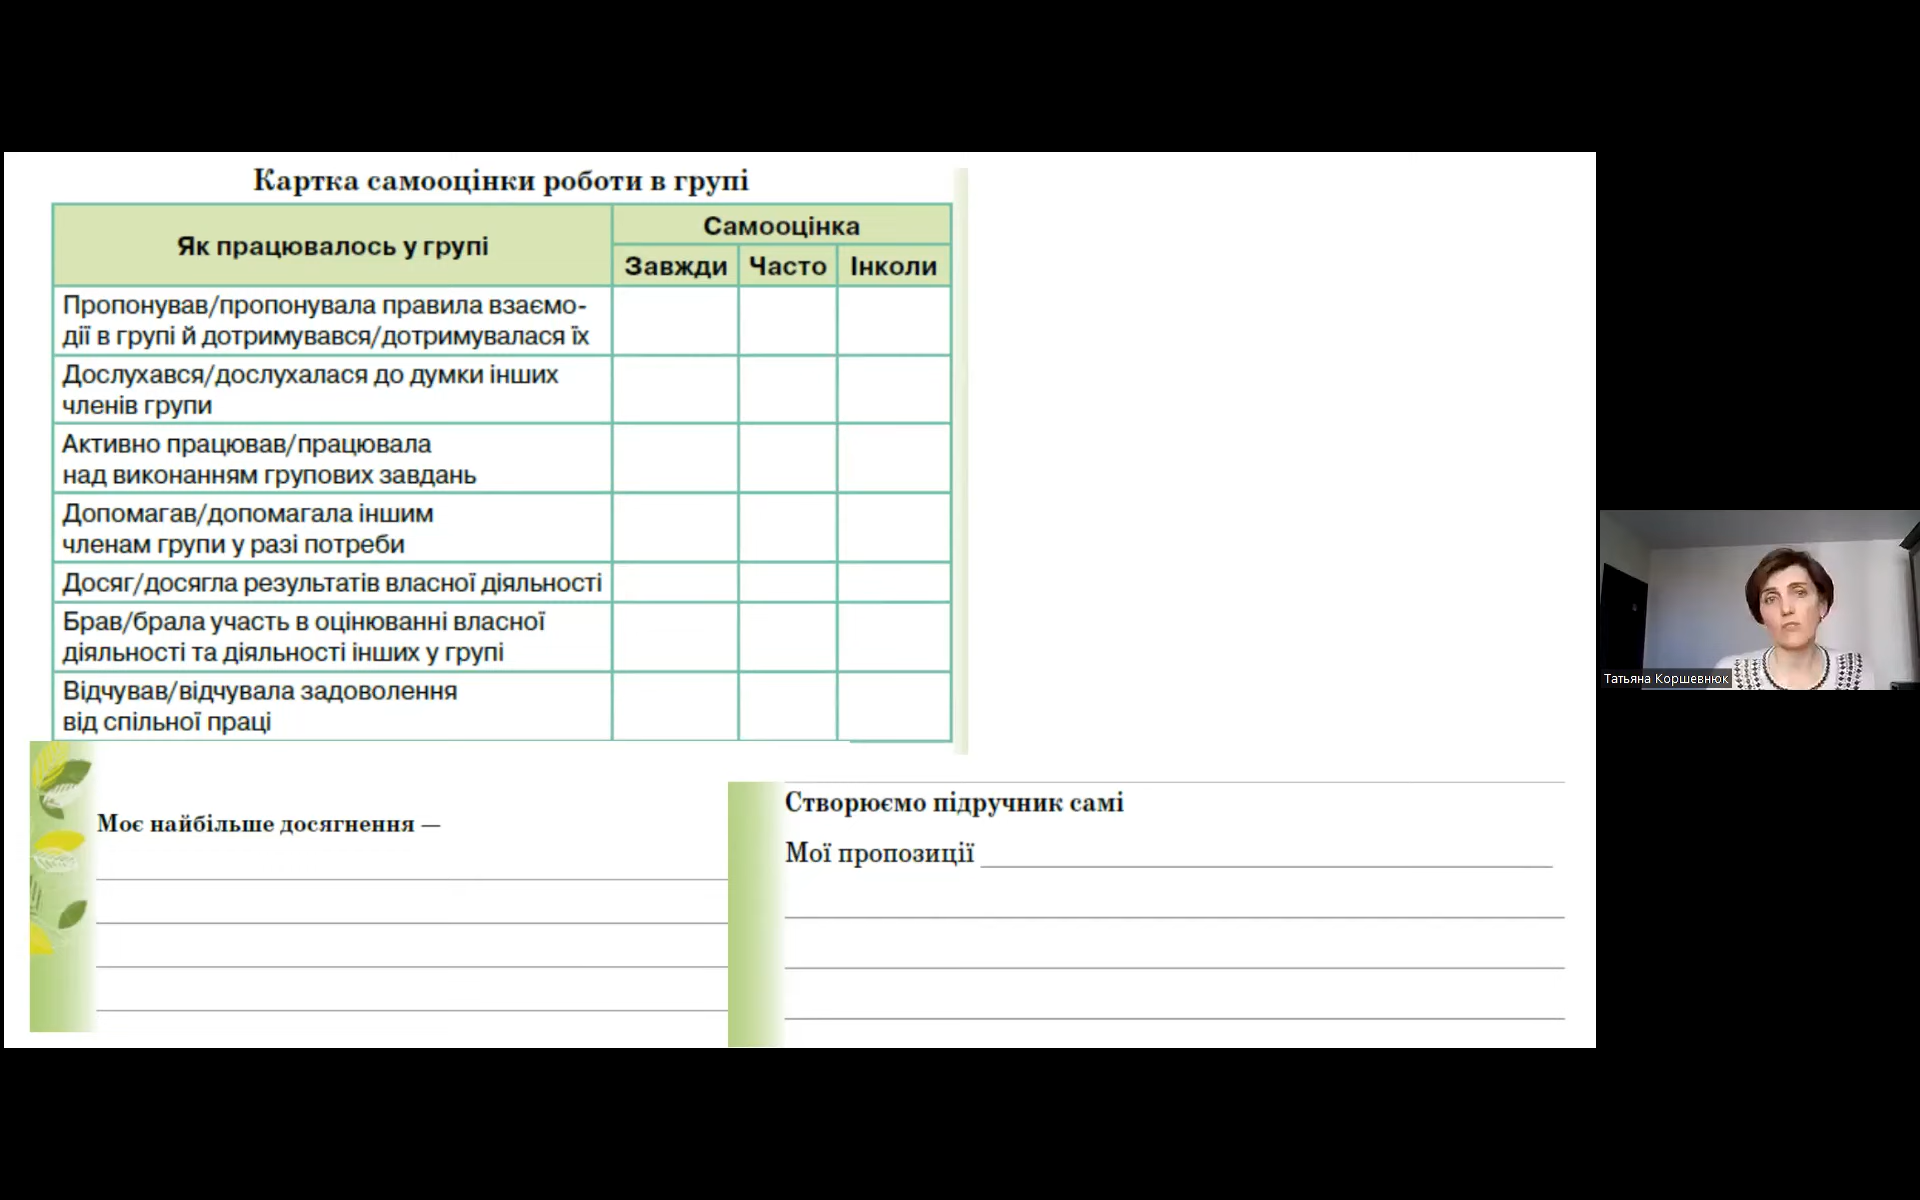 Картка самооцінки роботи в групі
Як працювалось у групі
Самооцінка
Завжди Часто Інколи
Пропонував/пропонувала правила взаємо-
дії в групі й дотримувався/дотримувалася їх
Дослухався/дослухалася до думки інших
членів групи
Активно працював/працювала
над виконанням групових завдань
Допомагав/допомагала іншим
членам групи у разі потреби
Досяг/досягла результатів власної діяльності
Брав/брала участь в оцінюванні власної
діяльності та діяльності інших у групі
Відчував/відчувала задоволення
від спільної праці
Моє найбільше досягнення —
Створюємо підручник самі
Мої пропозиції
Татьяна Коршевнюк